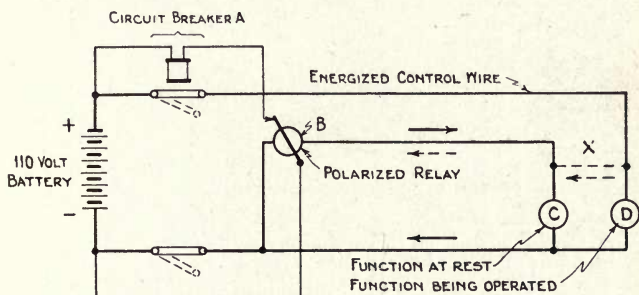 CIRCUIT BREAKER A
ENERGIZED CONTROL WIRE
+
B
110 VOLT
BATTERY
POLARIZED RELAY
X
-
C
D
FUNCTION AT REST
FUNCTION BEING OPERATED